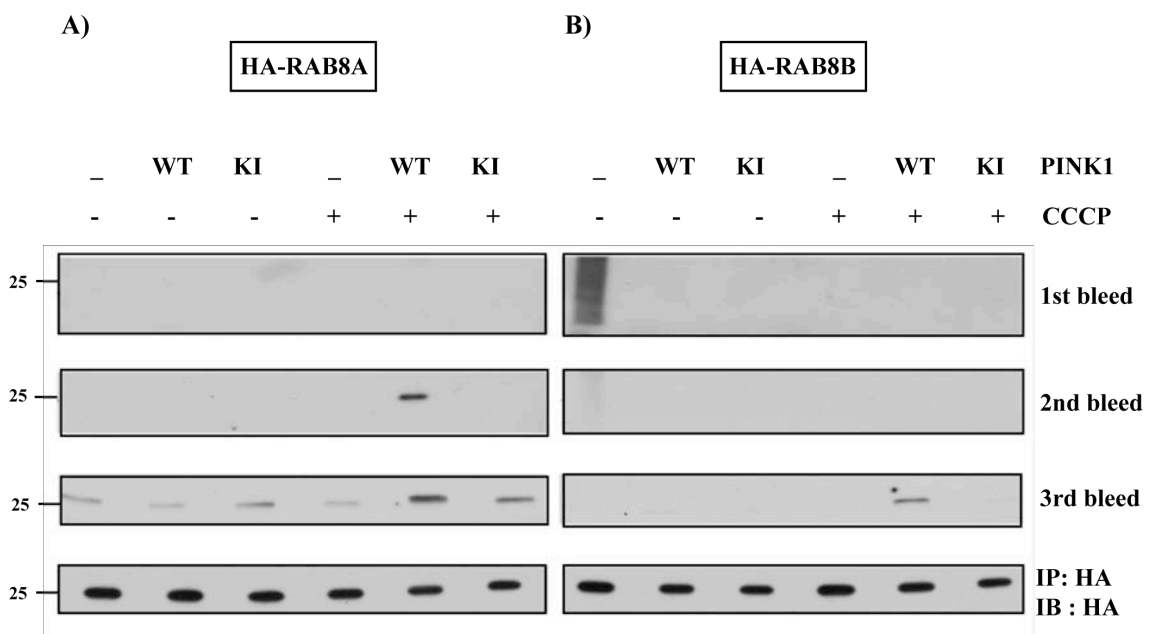 A)
B)
HA-RAB8A
HA-RAB8B
_ WT KI _ WT KI _ WT KI _ WT KI PINK1
- - - + + + - - - + + + CCCP
25
1st bleed
25
2nd bleed
25
3rd bleed
25
IP: HA
IB : HA